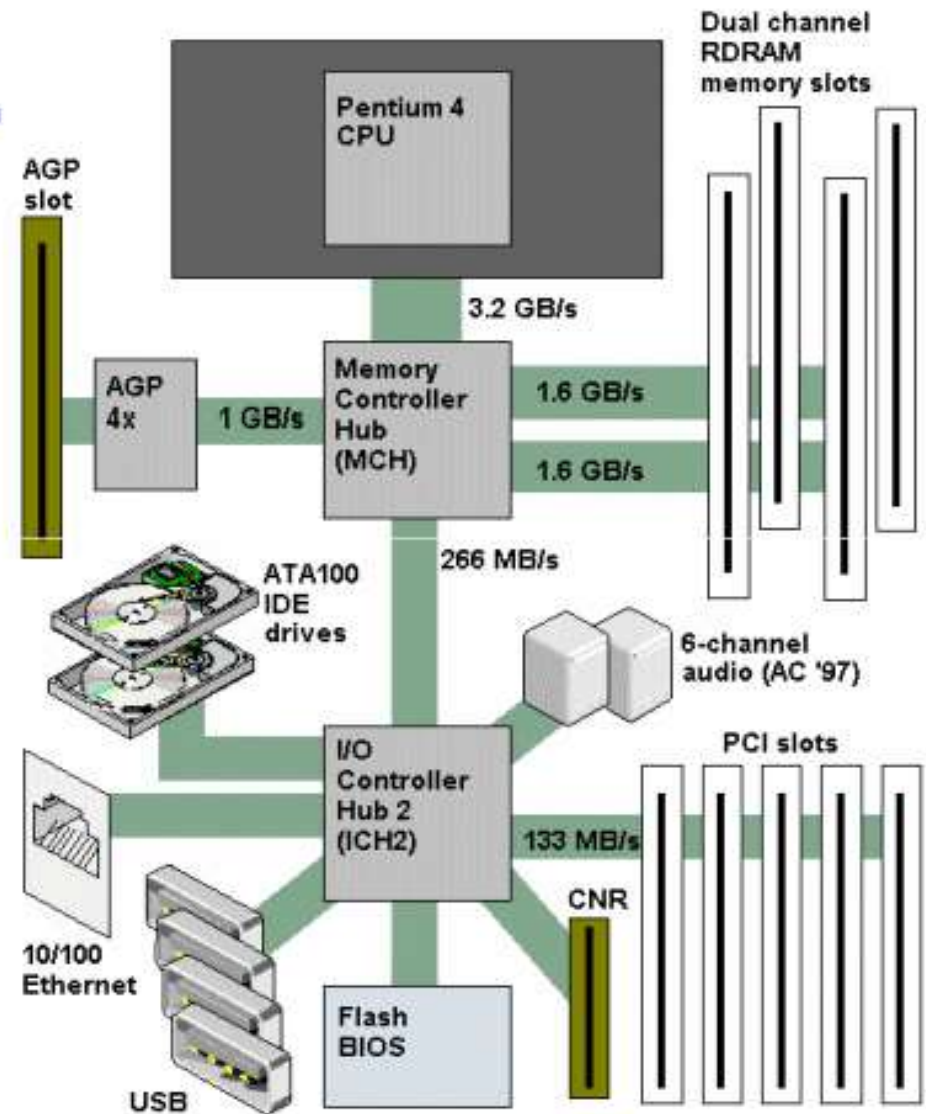 Dual channel
RDRAM
memory slots
Pentium 4
CPU
AGP
slot
3.2 GB/s
Memory
Controller
Hub
(MCH)
AGP
4x
1 GB/s
1.6 GB/s
1.6 GB/s
266 MB/s
ATA100
IDE
drives
6-channel
audio (AC '97)
I/O
Controller
Hub 2
(ICH2)
PCI slots
133 MB/s
CNR
10/100
Ethernet
Flash
BIOS
USB